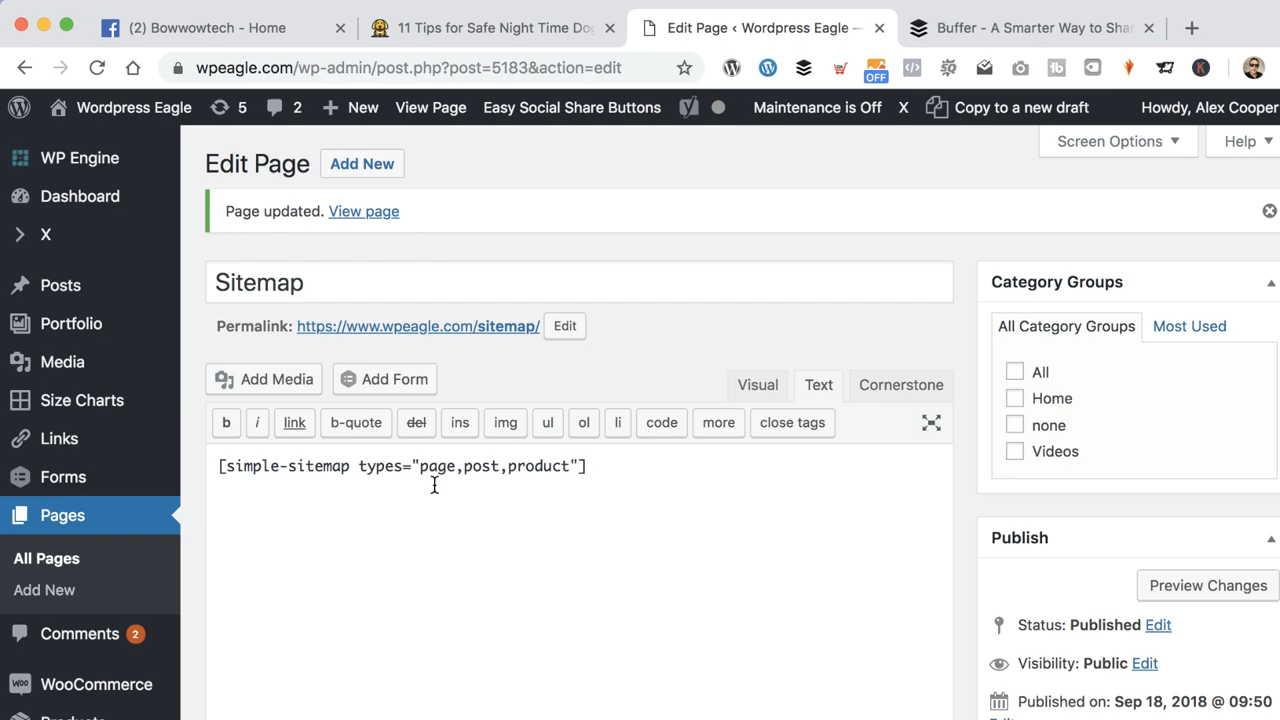 (2) Bowwowtech - Home
11 Tips for Safe Night Time Dog
Edit Page ‹ Wordpress Eagle —
Buffer - A Smarter Way to Shar
wpeagle.com/wp-admin/post.php?post=5183&action=edit
OFF
1b
K
Wordpress Eagle
5
2
New
View Page
Easy Social Share Buttons
Maintenance is Off
X
Copy to a new draft
Howdy, Alex Cooper
WP Engine
Dashboard
X
Posts
Portfolio
Media
Size Charts
Links
Forms
Pages
All Pages
Add New
Comments 2
WooCommerce
Edit Page
Add New
Screen Options
Help
Page updated. View page
Sitemap
Permalink: https://www.wpeagle.com/sitemap/
Edit
Add Media
Add Form
Visual
Text
Cornerstone
b
i
link
b-quote
del
ins
img
ul
ol
li
code
more
close tags
[simple-sitemap types="page,post,product"]
Category Groups
All Category Groups
Most Used
All
Home
none
Videos
Publish
Preview Changes
Status: Published Edit
Visibility: Public Edit
Published on: Sep 18, 2018 @ 09:50